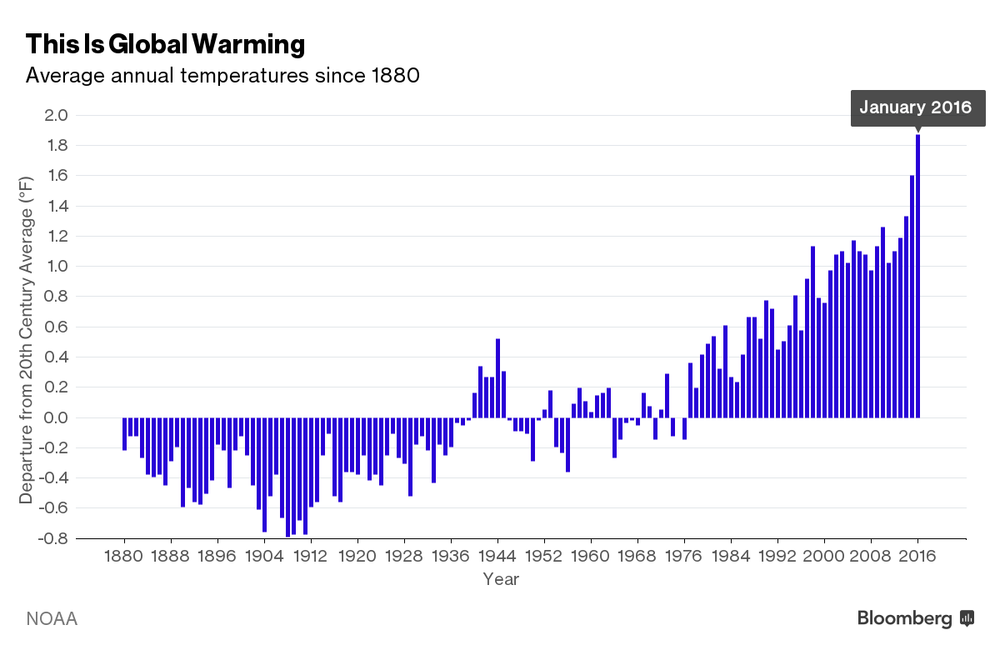 This Is Global Warming
Average annual temperatures since 1880
January 2016
Departure from 20th Century Average (°F)
2.0
1.8
1.6
1.4
1.2
1.0
0.8
0.6
0.4
0.2
0.0
-0.2
-0.4
-0.6
-0.8
1880 1888 1896 1904 1912 1920 1928 1936 1944 1952 1960 1968 1976 1984 1992 2000 2008 2016
Year
NOAA
Bloomberg